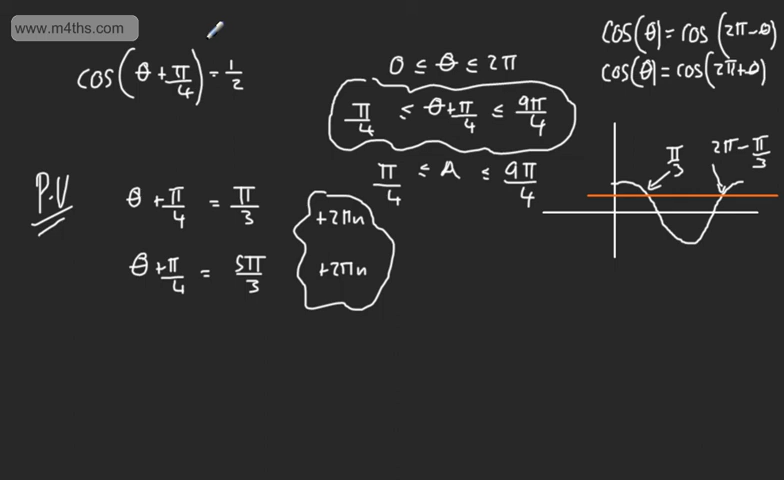 www.m4ths.com
cos(θ + π/4) = 1/2
0 ≤ θ ≤ 2π
π/4 ≤ θ + π/4 ≤ 9π/4
π/4 ≤ A ≤ 9π/4
cos(θ) = cos(2π - θ)
cos(θ) = cos(2π + θ)
π/3
2π - π/3
P.V
θ + π/4 = π/3 + 2πn
θ + π/4 = 5π/3 + 2πn